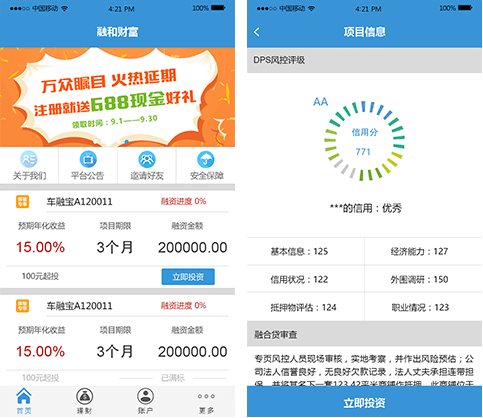 中国移动
4:21 PM
100%
融和财富
万众瞩目 火热延期
注册就送688现金好礼
领取时间：9.1——9.30
关于我们
平台公告
邀请好友
安全保障
车融宝A120011
融资进度 0%
预期年化收益
项目期限
融资金额
15.00%
3个月
200000.00
100元起投
立即投资
车融宝A120011
融资进度 0%
预期年化收益
项目期限
融资金额
15.00%
3个月
200000.00
100元起投
已满标
首页
理财
账户
更多
中国移动
4:21 PM
100%
项目信息
DPS风控评级
AA
信用分
771
***的信用：优秀
基本信息：125
经济能力：127
信用状况：122
外围调研：150
抵押物评估：124
职业情况：123
融合贷审查
专页风控人员现场审核，实地考察，并作出风险预估；公
司法人信誉良好，无良好欠款记录，法人丈夫承担连带担
保，并将其名下一套123.42平米商铺作抵押，此商铺位于
立即投资